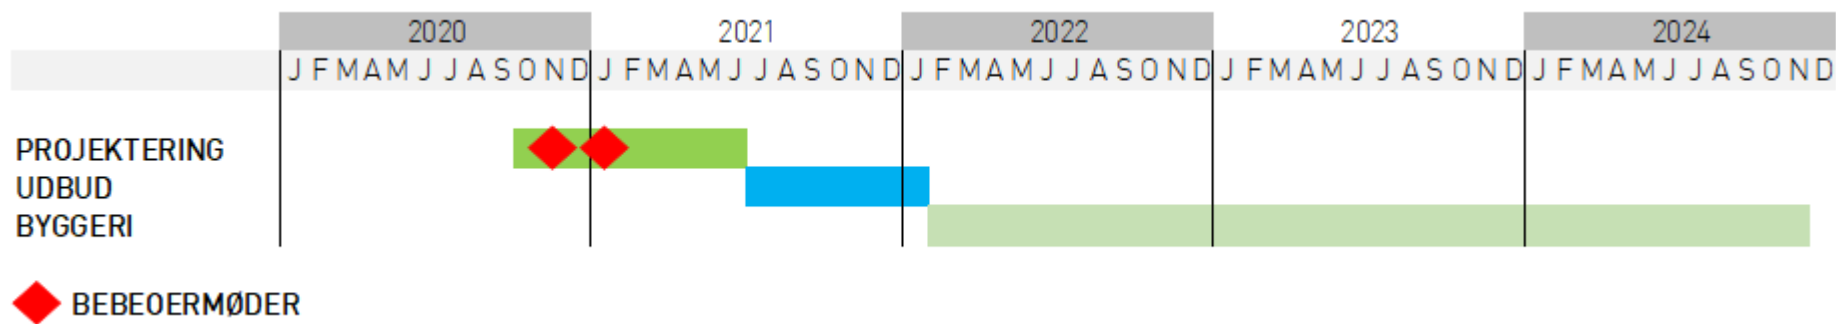 2020 2021 2022 2023 2024
J F M A M J J A S O N D J F M A M J J A S O N D J F M A M J J A S O N D J F M A M J J A S O N D J F M A M J J A S O N D
PROJEKTERING
UDBUD
BYGGERI
BEBEOERMØDER